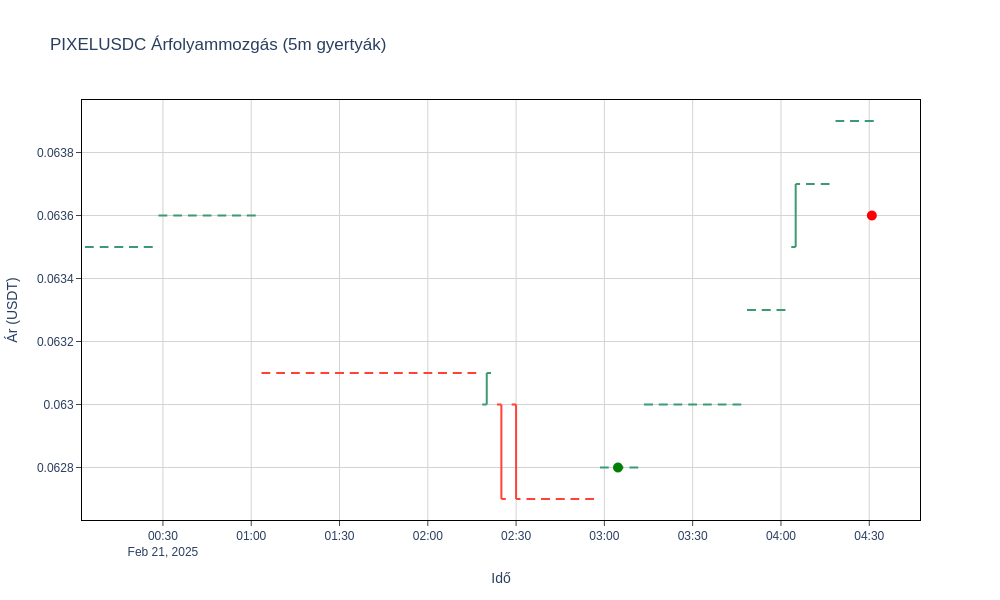 PIXELUSDC Árfolyammozgás (5m gyertyák)
0.0638
0.0636
0.0634
0.0632
0.063
0.0628
Ár (USDT)
00:30 01:00 01:30 02:00 02:30 03:00 03:30 04:00 04:30
Feb 21, 2025
Idő